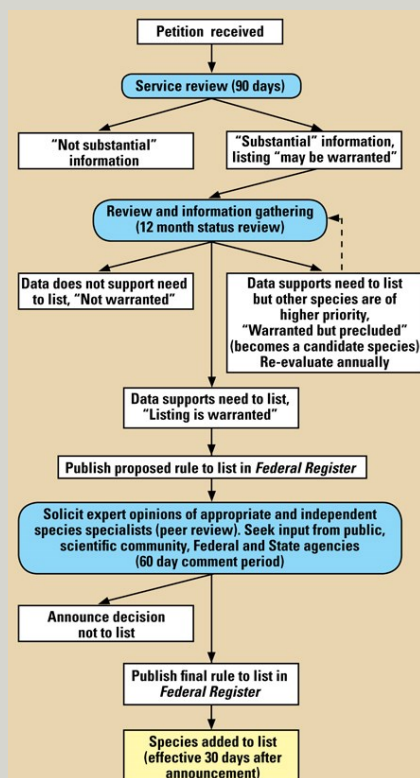 Petition received
Service review (90 days)
“Not substantial”
information
“Substantial” information,
listing “may be warranted”
Review and information gathering
(12 month status review)
Data does not support need
to list, “Not warranted”
Data supports need to list
but other species are of
higher priority,
“Warranted but precluded”
(becomes a candidate species)
Re-evaluate annually
Data supports need to list,
“Listing is warranted”
Publish proposed rule to list in Federal Register
Solicit expert opinions of appropriate and independent
species specialists (peer review). Seek input from public,
scientific community, Federal and State agencies
(60 day comment period)
Announce decision
not to list
Publish final rule to list in
Federal Register
Species added to list
(effective 30 days after
announcement)